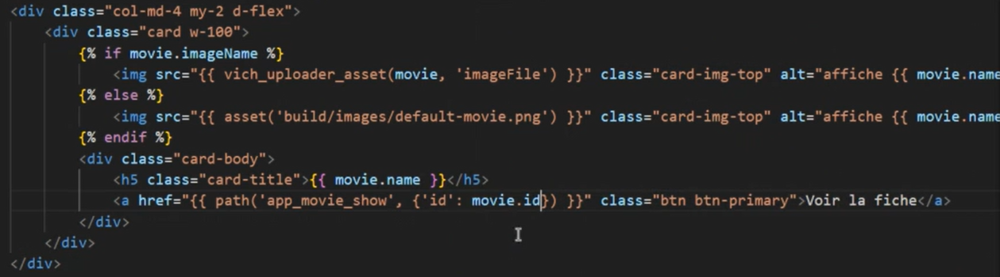 <div class="col-md-4 my-2 d-flex">
<div class="card w-100">
{% if movie.imageName %}
<img src="{{ vich_uploader_asset(movie, 'imageFile') }}" class="card-img-top" alt="affiche {{ movie.name
{% else %}
<img src="{{ asset('build/images/default-movie.png') }}" class="card-img-top" alt="affiche {{ movie.name
{% endif %}
<div class="card-body">
<h5 class="card-title">{{ movie.name }}</h5>
<a href="{{ path('app_movie_show', {'id': movie.id}) }}" class="btn btn-primary">Voir la fiche</a>
</div>
</div>
</div>